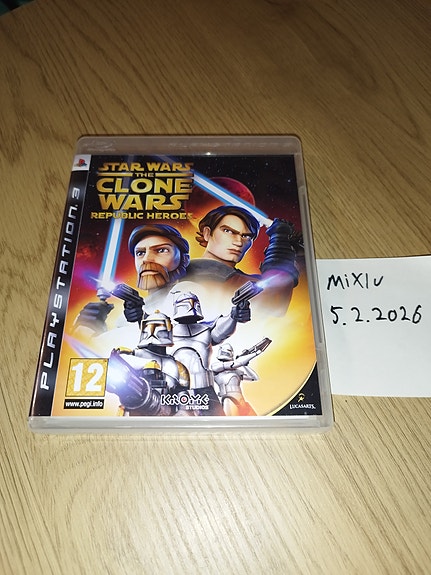 STAR WARS
THE
CLONE
WARS
REPUBLIC HEROES
PLAYSTATION 3
12
www.pegi.info
KROME
STUDIOS
LUCASARTS
MiXlu
5.2.2026